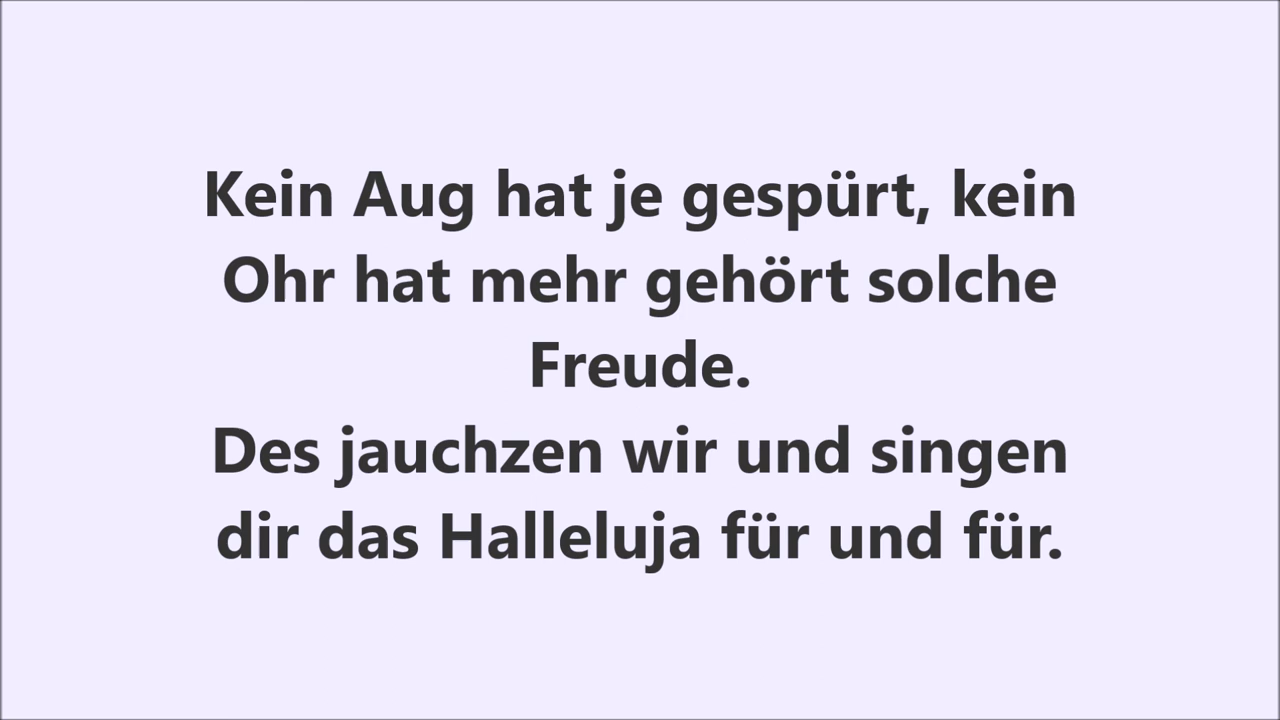 Kein Aug hat je gespürt, kein
Ohr hat mehr gehört solche
Freude.
Des jauchzen wir und singen
dir das Halleluja für und für.